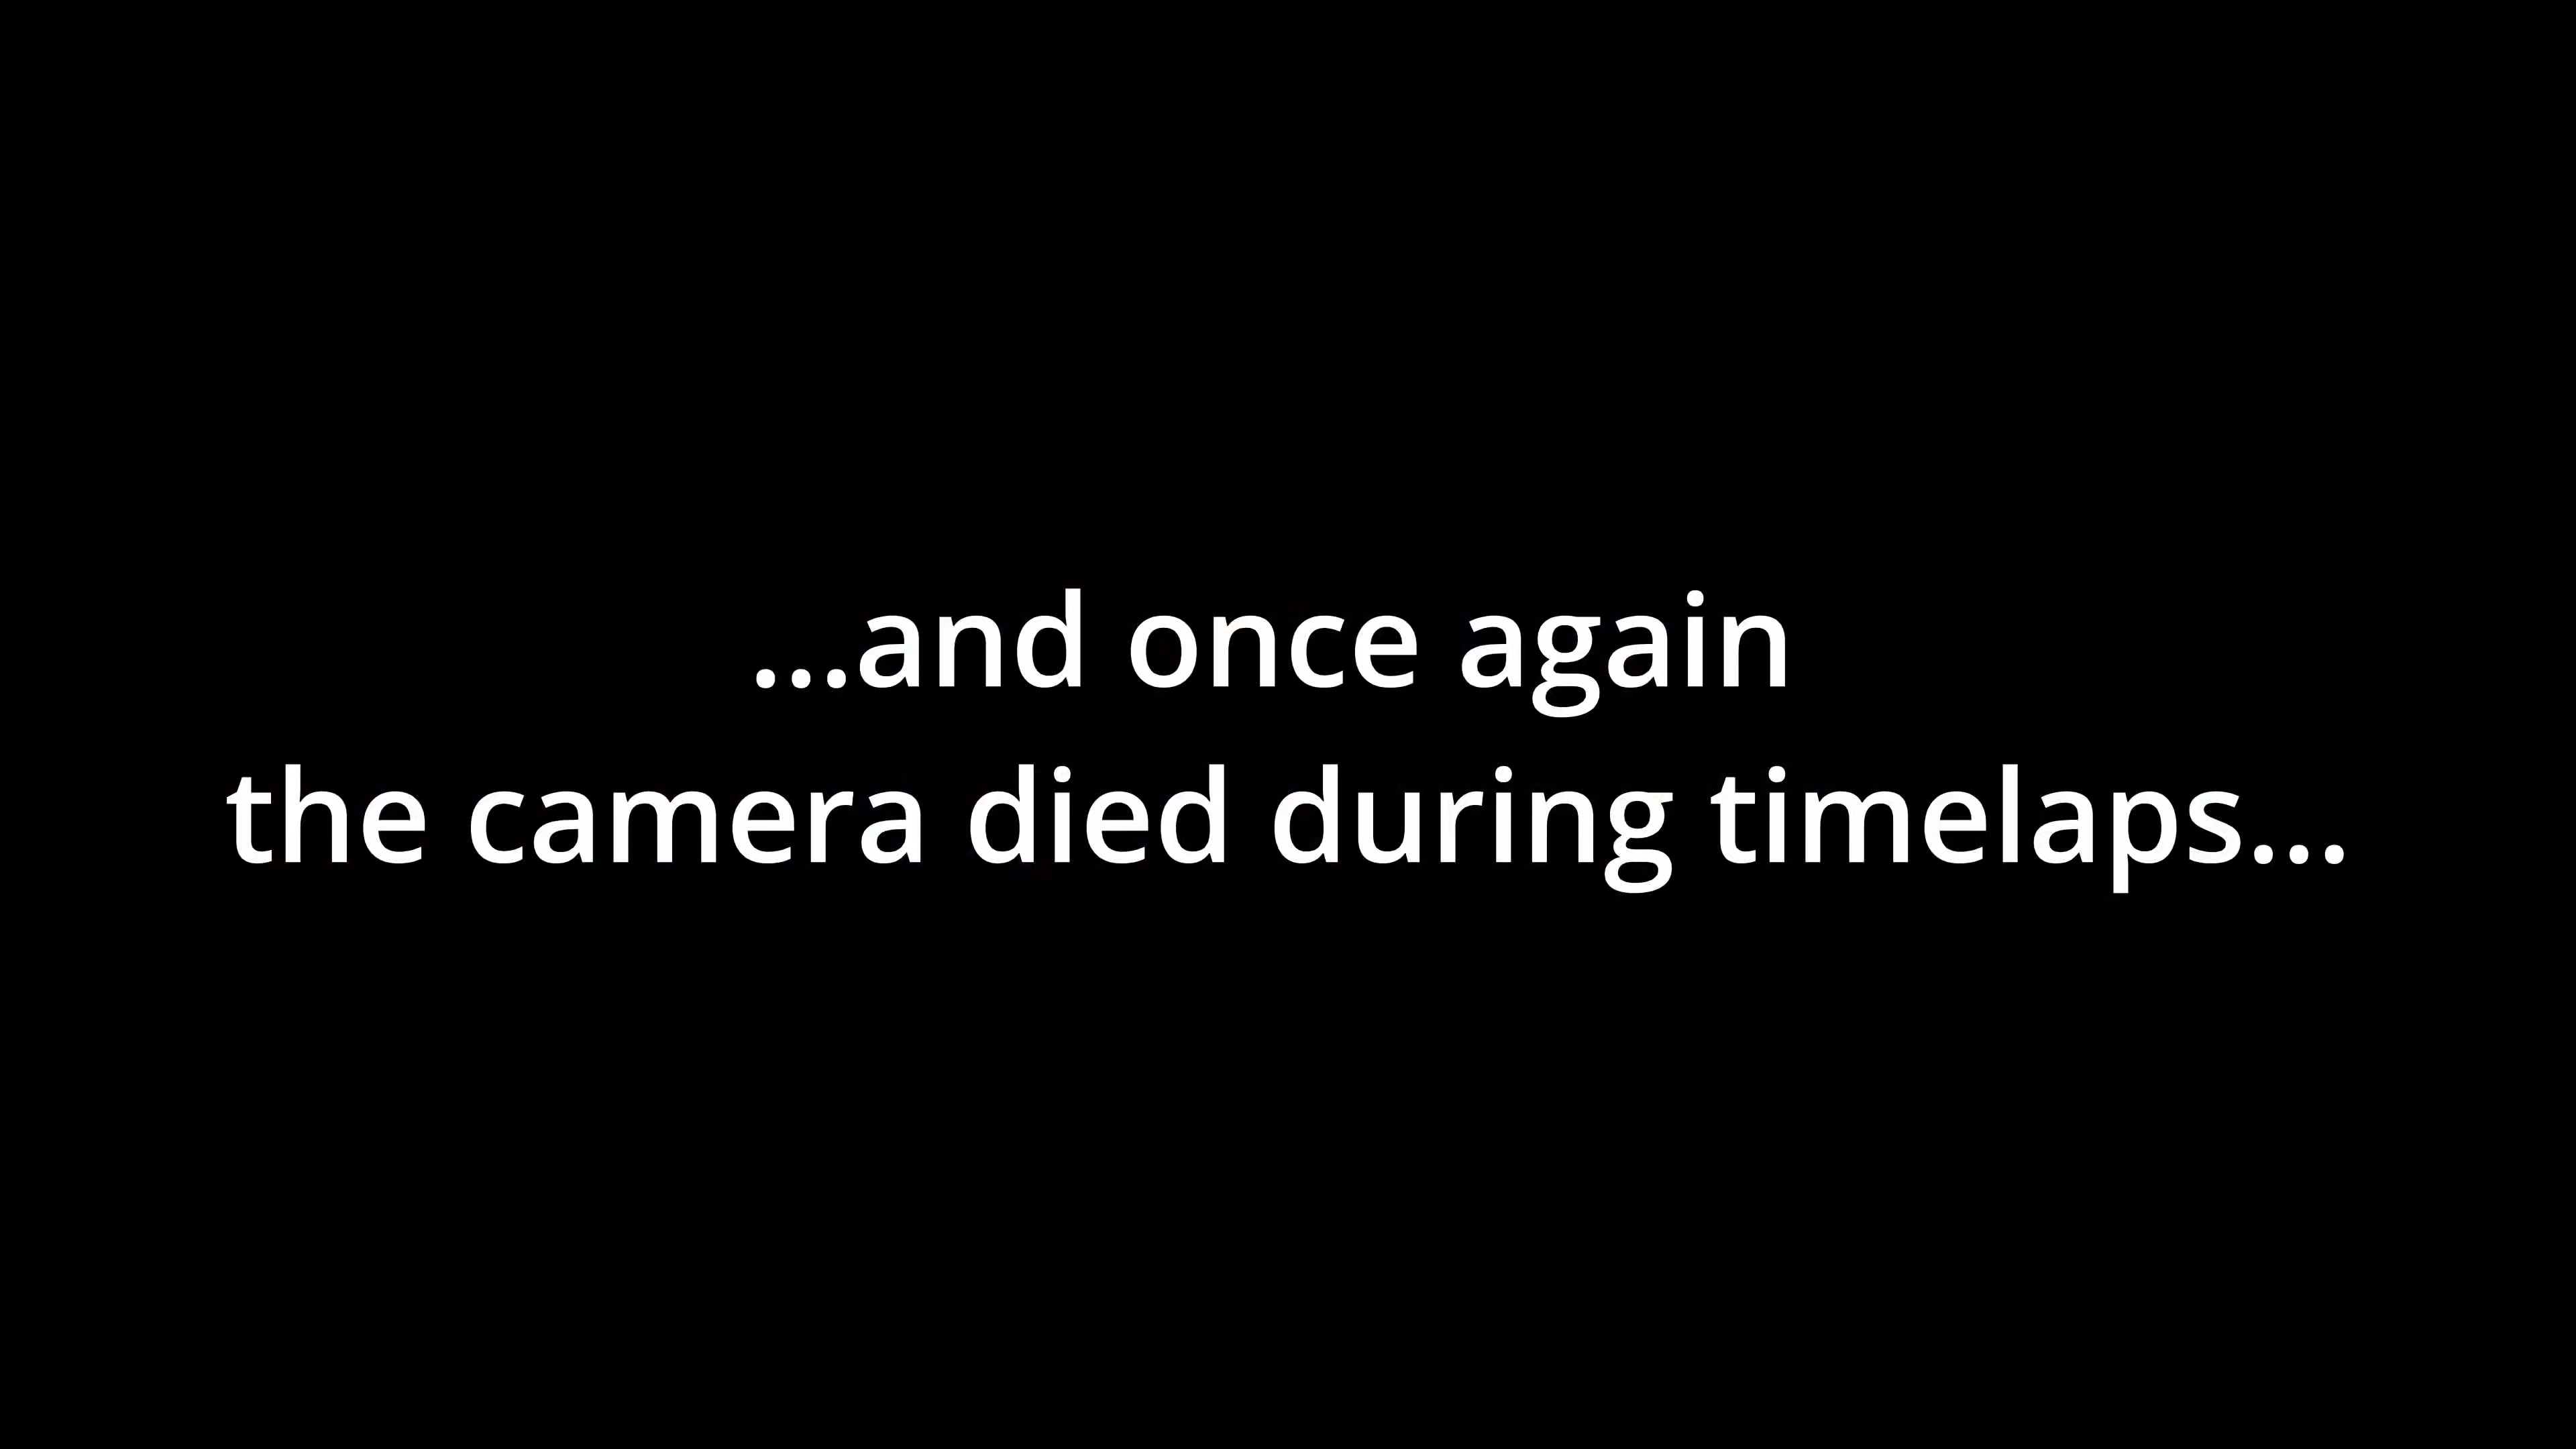 ...and once again
the camera died during timelaps...